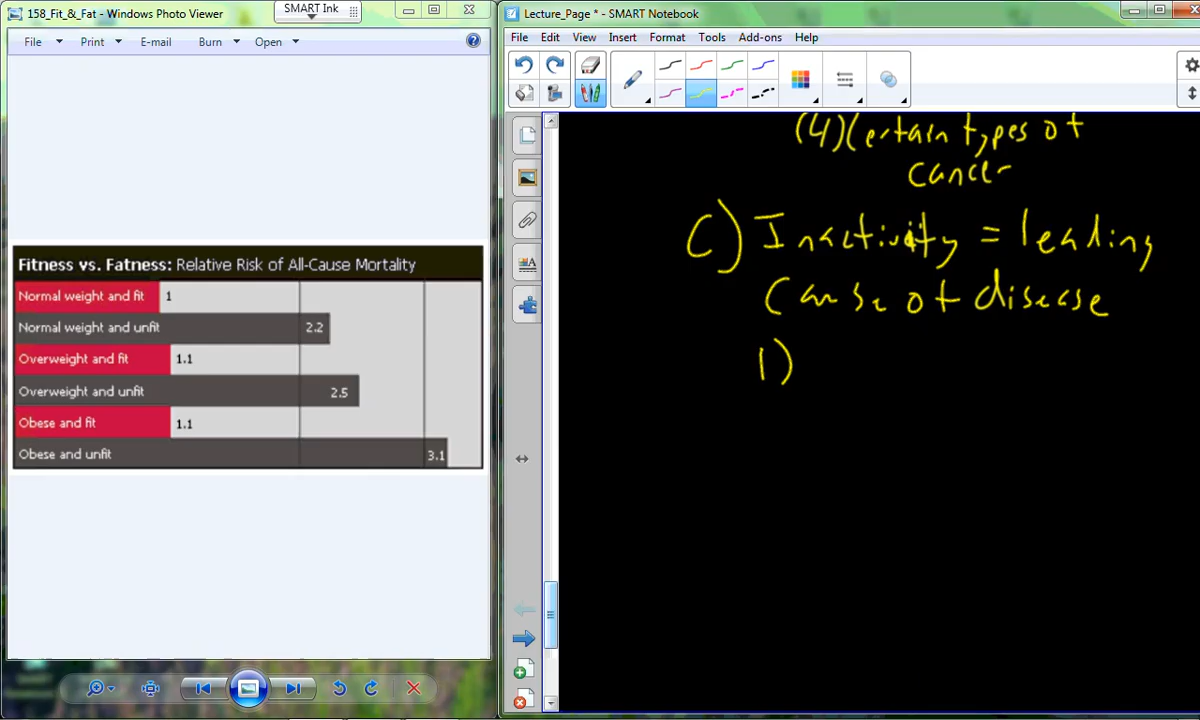 158_Fit_&_Fat - Windows Photo Viewer
SMART Ink
File Print E-mail Burn Open
Fitness vs. Fatness: Relative Risk of All-Cause Mortality
Normal weight and fit 1
Normal weight and unfit 2.2
Overweight and fit 1.1
Overweight and unfit 2.5
Obese and fit 1.1
Obese and unfit 3.1
Lecture_Page * - SMART Notebook
File Edit View Insert Format Tools Add-ons Help
(4) Certain types of
cancer
C) Inactivity = leading
cause of disease
1)